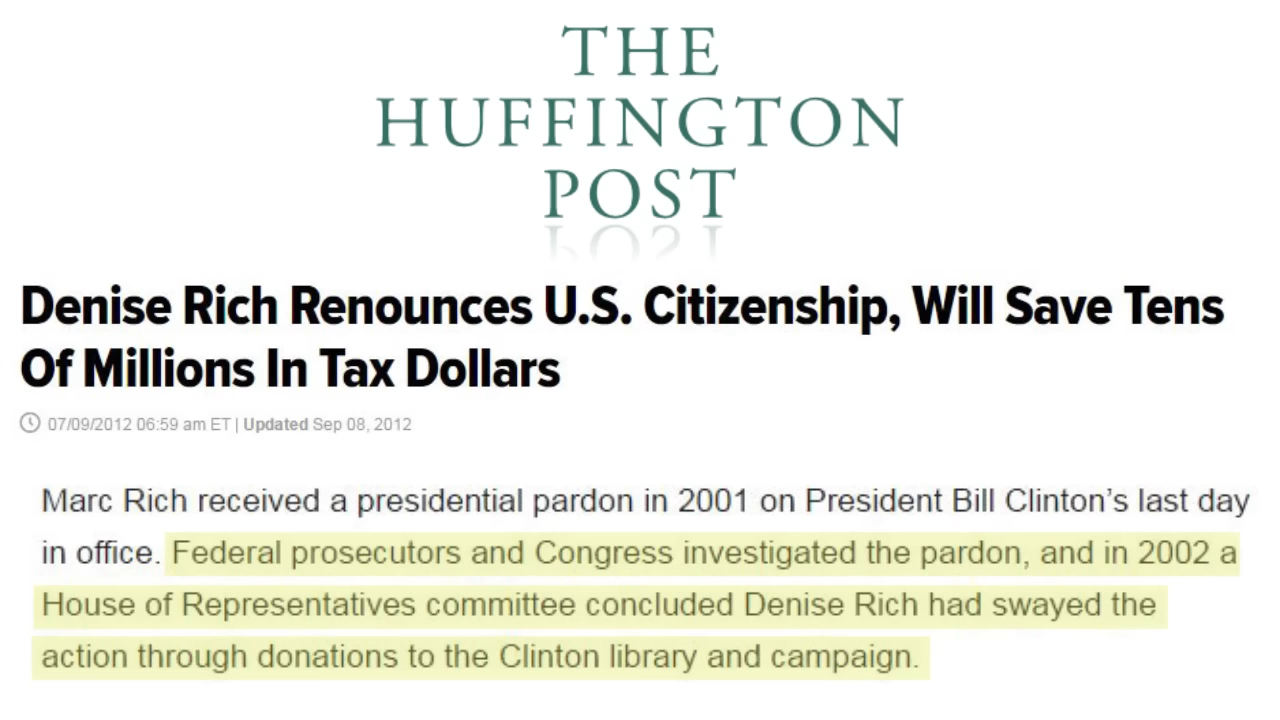 THE
HUFFINGTON
POST
Denise Rich Renounces U.S. Citizenship, Will Save Tens
Of Millions In Tax Dollars
07/09/2012 06:59 am ET | Updated Sep 08, 2012
Marc Rich received a presidential pardon in 2001 on President Bill Clinton’s last day
in office. Federal prosecutors and Congress investigated the pardon, and in 2002 a
House of Representatives committee concluded Denise Rich had swayed the
action through donations to the Clinton library and campaign.